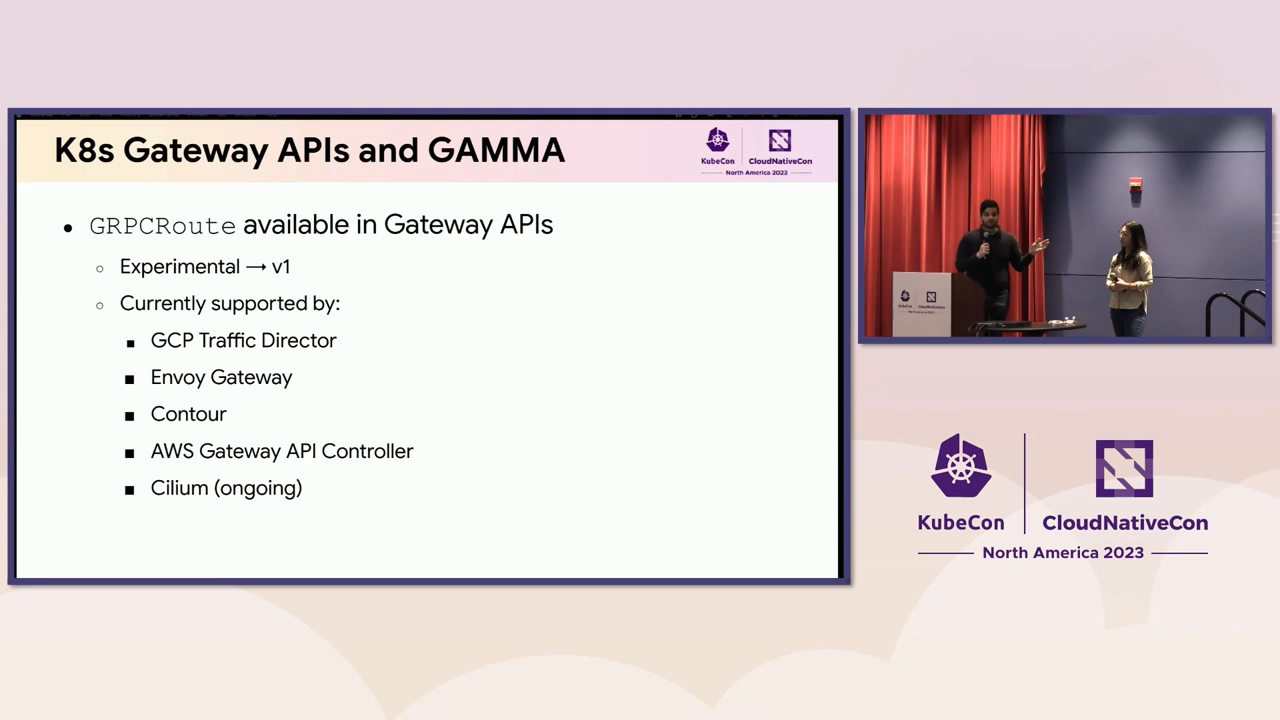 K8s Gateway APIs and GAMMA
KubeCon
CloudNativeCon
North America 2023
GRPCRoute available in Gateway APIs
Experimental → v1
Currently supported by:
GCP Traffic Director
Envoy Gateway
Contour
AWS Gateway API Controller
Cilium (ongoing)
KubeCon
CloudNativeCon
North America 2023